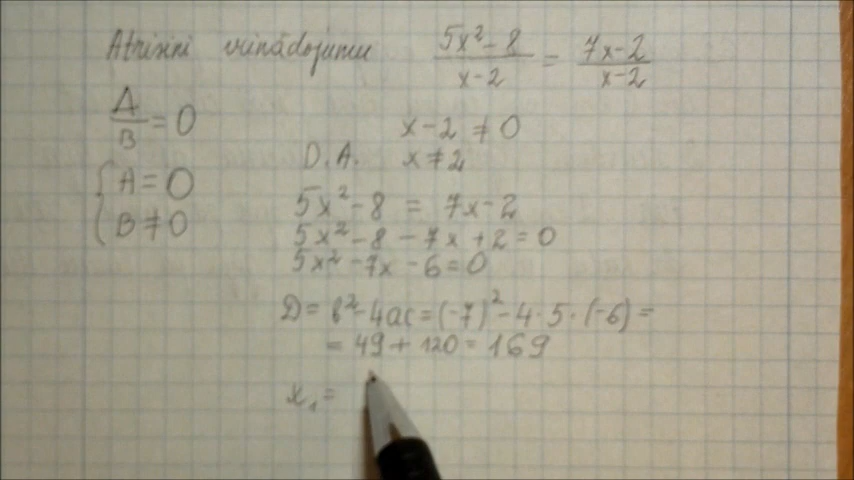 Atrisini vienādojumu (5x² - 8)/(x - 2) = (7x - 2)/(x - 2)
A/B = 0
{ A = 0
{ B ≠ 0
x - 2 ≠ 0
D.A. x ≠ 2
5x² - 8 = 7x - 2
5x² - 8 - 7x + 2 = 0
5x² - 7x - 6 = 0
D = b² - 4ac = (-7)² - 4 · 5 · (-6) =
= 49 + 120 = 169
x₁ =